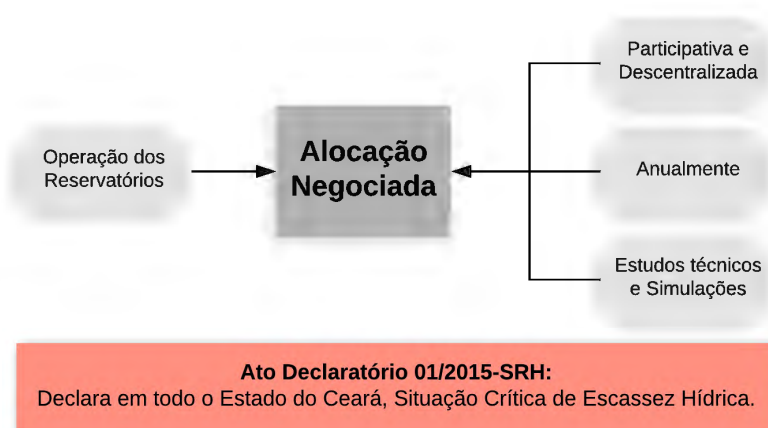 Operação dos
Reservatórios
Alocação
Negociada
Participativa e
Descentralizada
Anualmente
Estudos técnicos
e Simulações
Ato Declaratório 01/2015-SRH:
Declara em todo o Estado do Ceará, Situação Crítica de Escassez Hídrica.